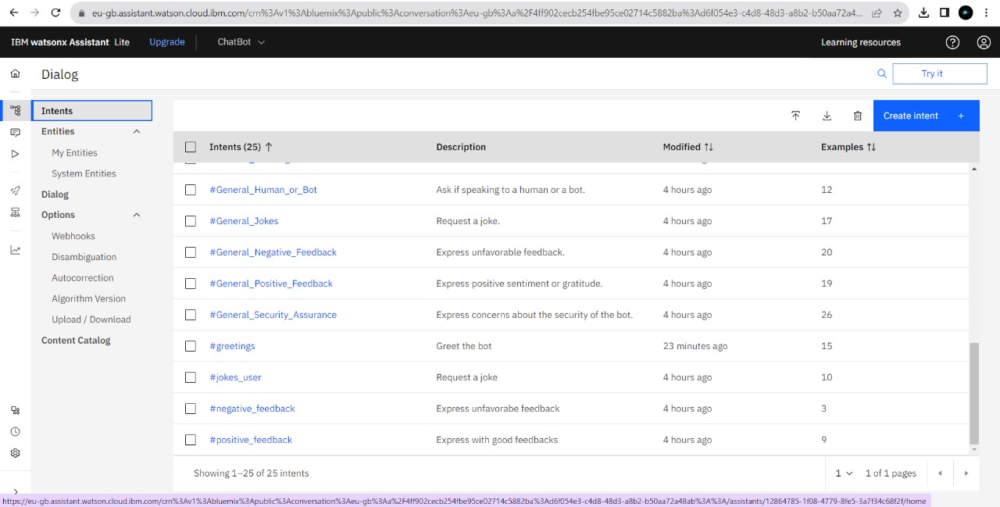 eu-gb.assistant.watson.cloud.ibm.com/crn%3Av1%3Abluemix%3Apublic%3Aconversation%3Aeu-gb%3Aa%2F4ff902cecb254fbe95ce02714c5882ba%3Ad6f054e3-c4d8-48d3-a8b2-b50aa72a4...
IBM watsonx Assistant Lite Upgrade ChatBot Learning resources
Dialog Try it
Intents
Entities
My Entities
System Entities
Dialog
Options
Webhooks
Disambiguation
Autocorrection
Algorithm Version
Upload / Download
Content Catalog
Create intent +
Intents (25) Description Modified Examples
#General_Human_or_Bot Ask if speaking to a human or a bot. 4 hours ago 12
#General_Jokes Request a joke. 4 hours ago 17
#General_Negative_Feedback Express unfavorable feedback. 4 hours ago 20
#General_Positive_Feedback Express positive sentiment or gratitude. 4 hours ago 19
#General_Security_Assurance Express concerns about the security of the bot. 4 hours ago 26
#greetings Greet the bot 23 minutes ago 15
#jokes_user Request a joke 4 hours ago 10
#negative_feedback Express unfavorabe feedback 4 hours ago 3
#positive_feedback Express with good feedbacks 4 hours ago 9
Showing 1–25 of 25 intents 1 1 of 1 pages
https://eu-gb.assistant.watson.cloud.ibm.com/crn%3Av1%3Abluemix%3Apublic%3Aconversation%3Aeu-gb%3Aa%2F4ff902cecb254fbe95ce02714c5882ba%3Ad6f054e3-c4d8-48d3-a8b2-b50aa72a48ab%3A%3A/assistants/12864785-1f08-4779-8fe5-3a7f34c68f2f/home